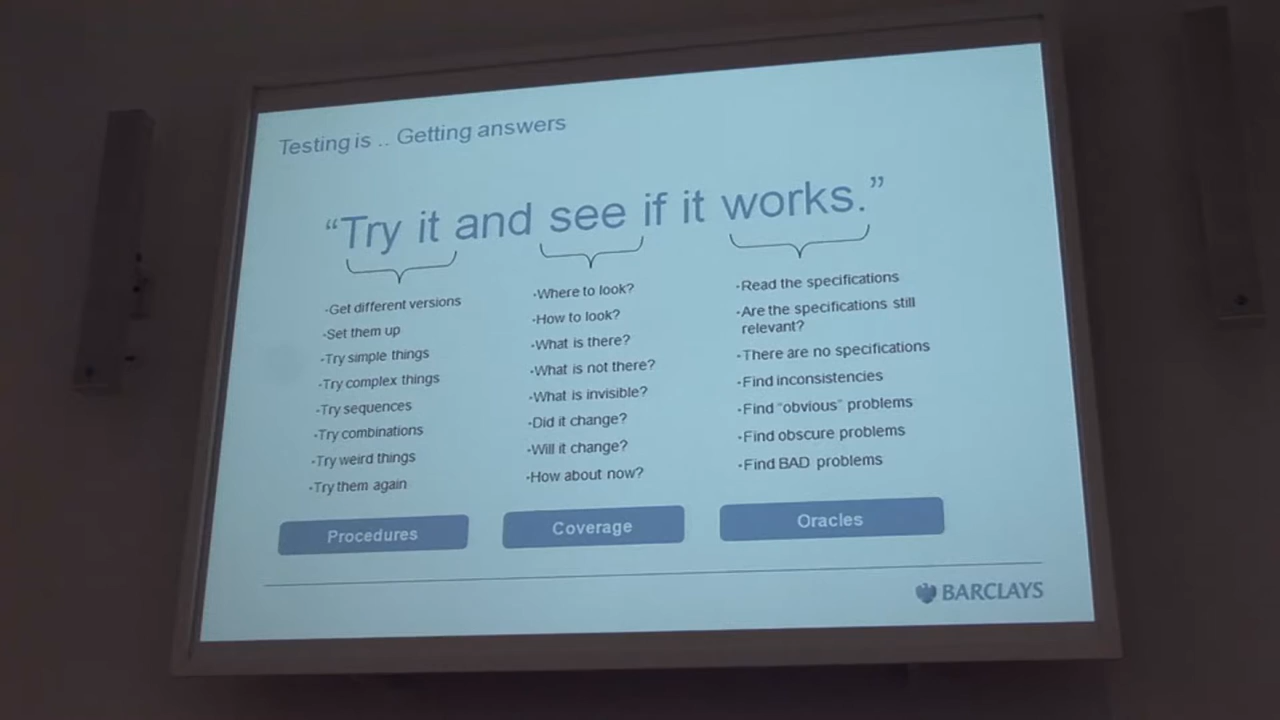 Testing is .. Getting answers
“Try it and see if it works.”
-Get different versions
-Set them up
-Try simple things
-Try complex things
-Try sequences
-Try combinations
-Try weird things
-Try them again
Procedures
-Where to look?
-How to look?
-What is there?
-What is not there?
-What is invisible?
-Did it change?
-Will it change?
-How about now?
Coverage
-Read the specifications
-Are the specifications still
relevant?
-There are no specifications
-Find inconsistencies
-Find “obvious” problems
-Find obscure problems
-Find BAD problems
Oracles
BARCLAYS